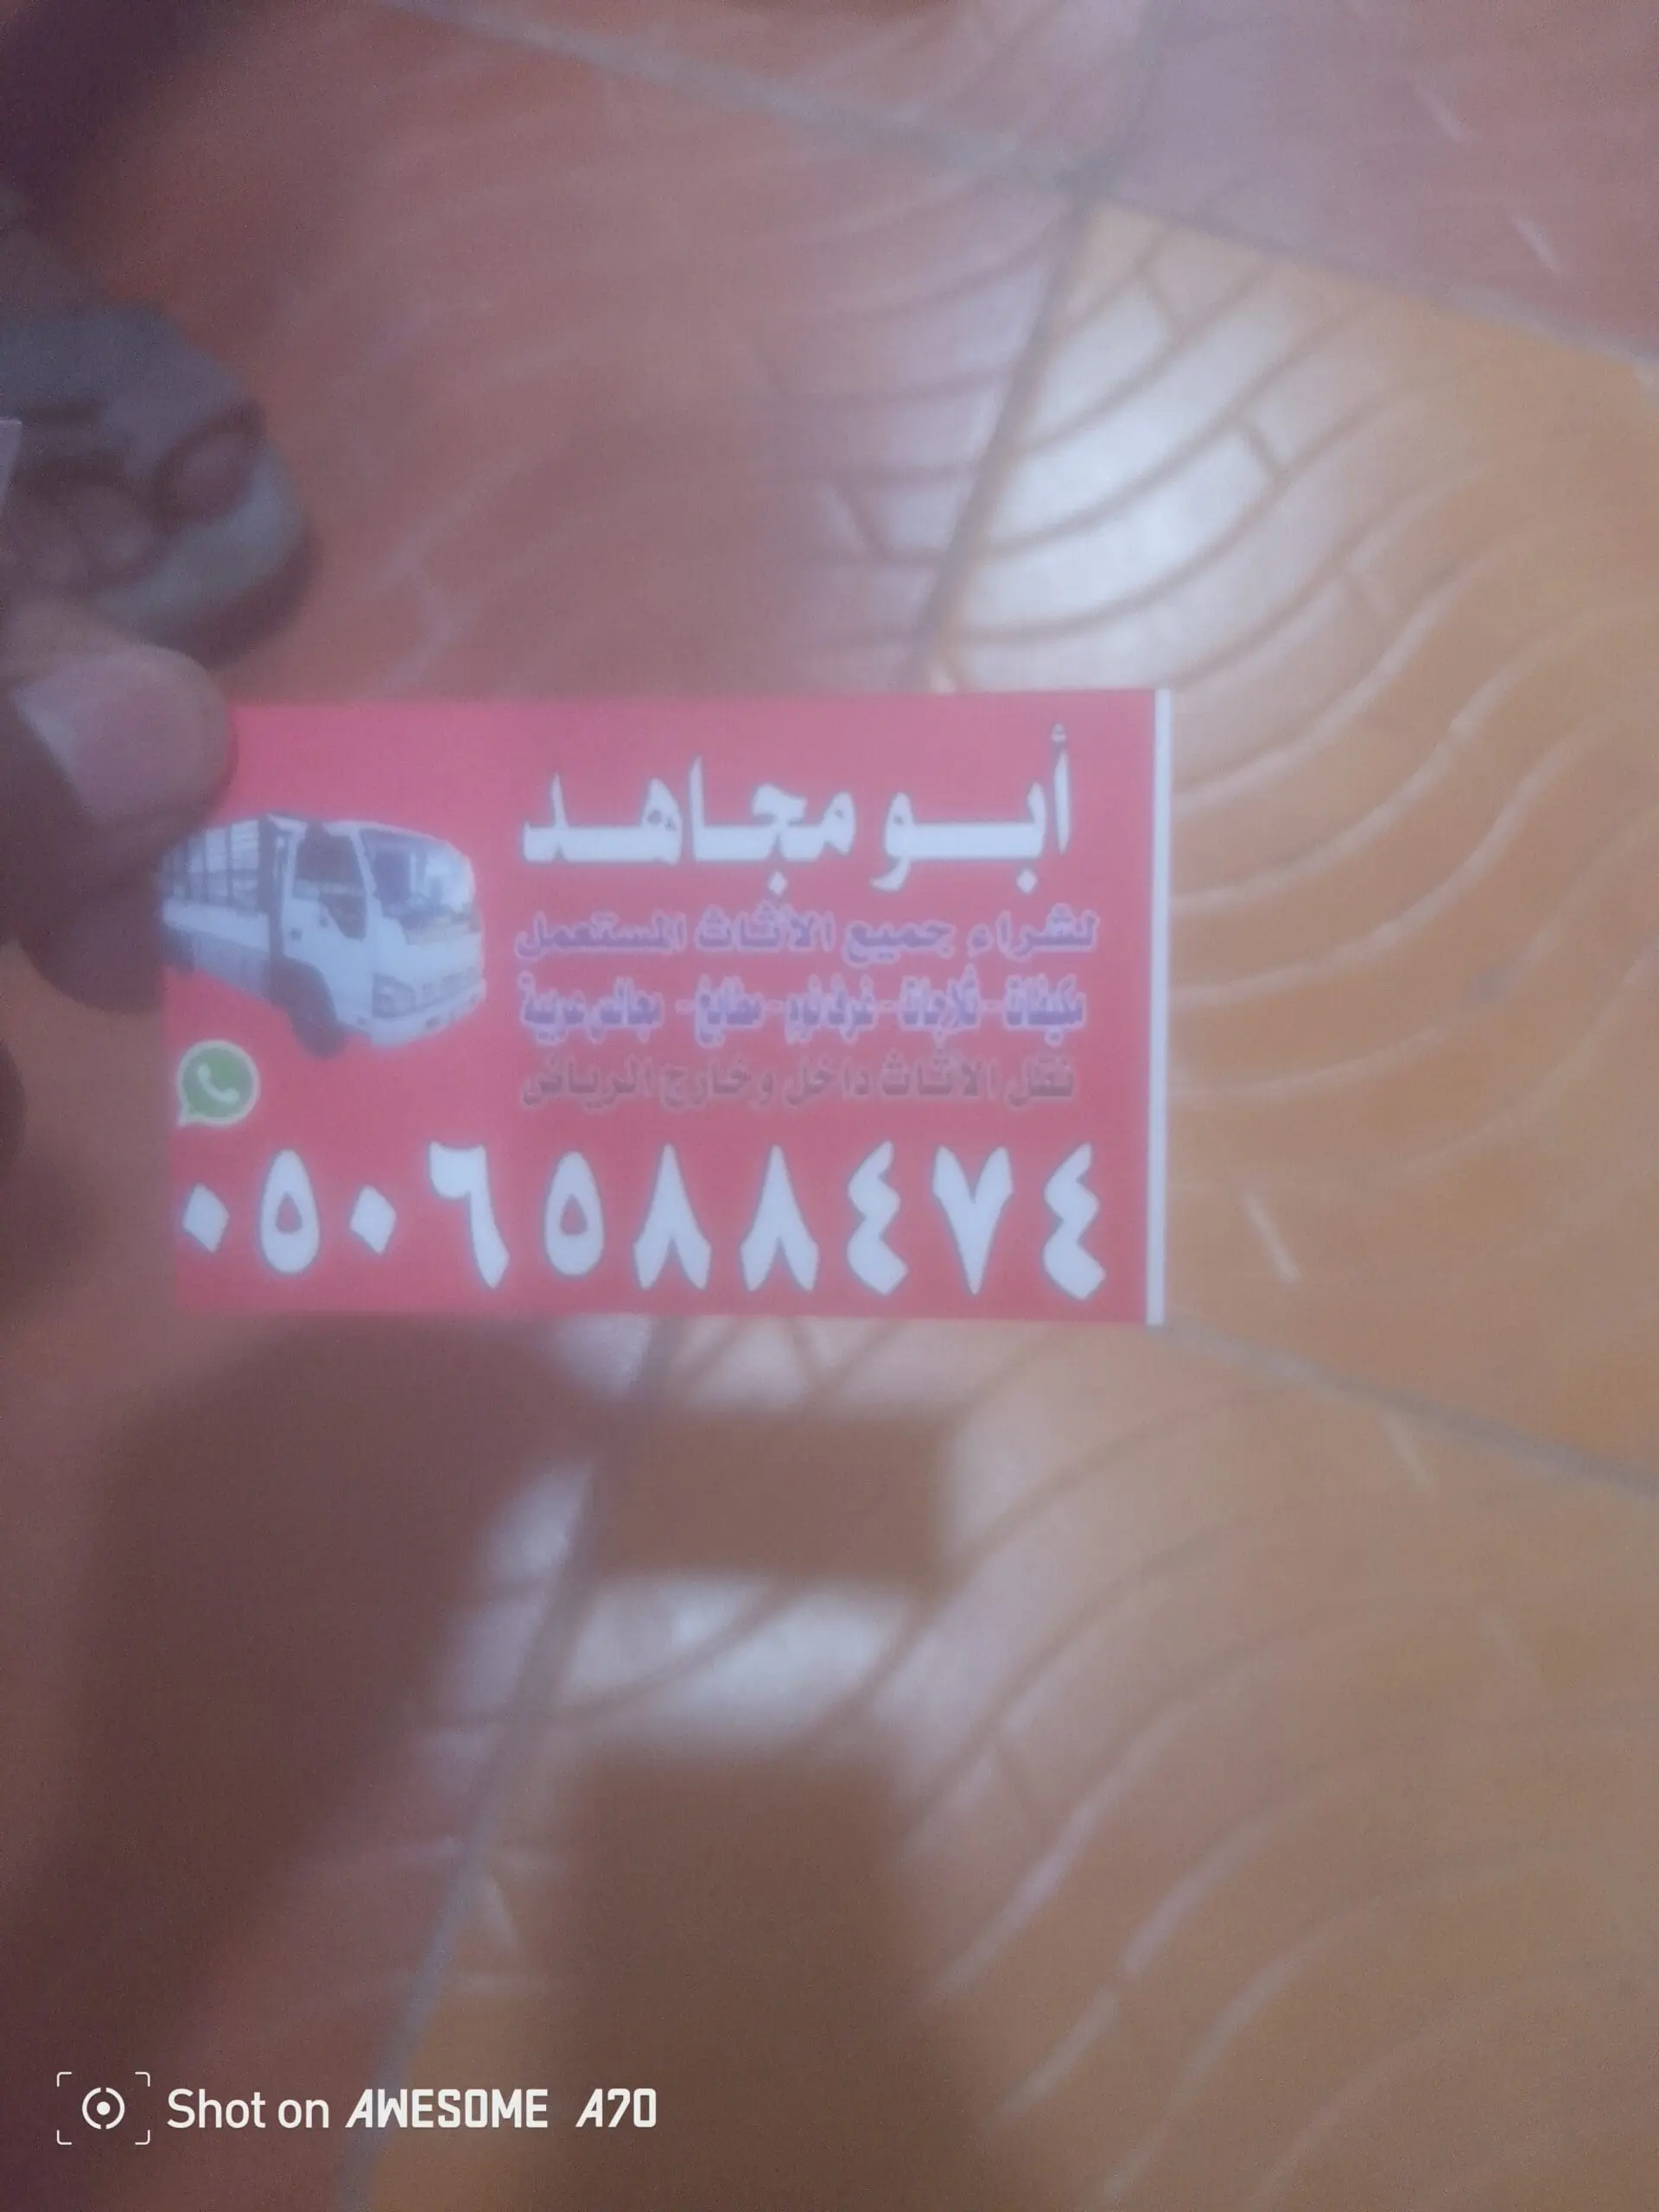 أبو مجاهد
لشراء جميع الأثاث المستعمل
مكيفات - ثلاجات - غرف نوم - مطابخ - مجالس عربية
نقل الأثاث داخل وخارج الرياض
٠٥٠٦٥٨٨٤٧٤
Shot on AWESOME A70